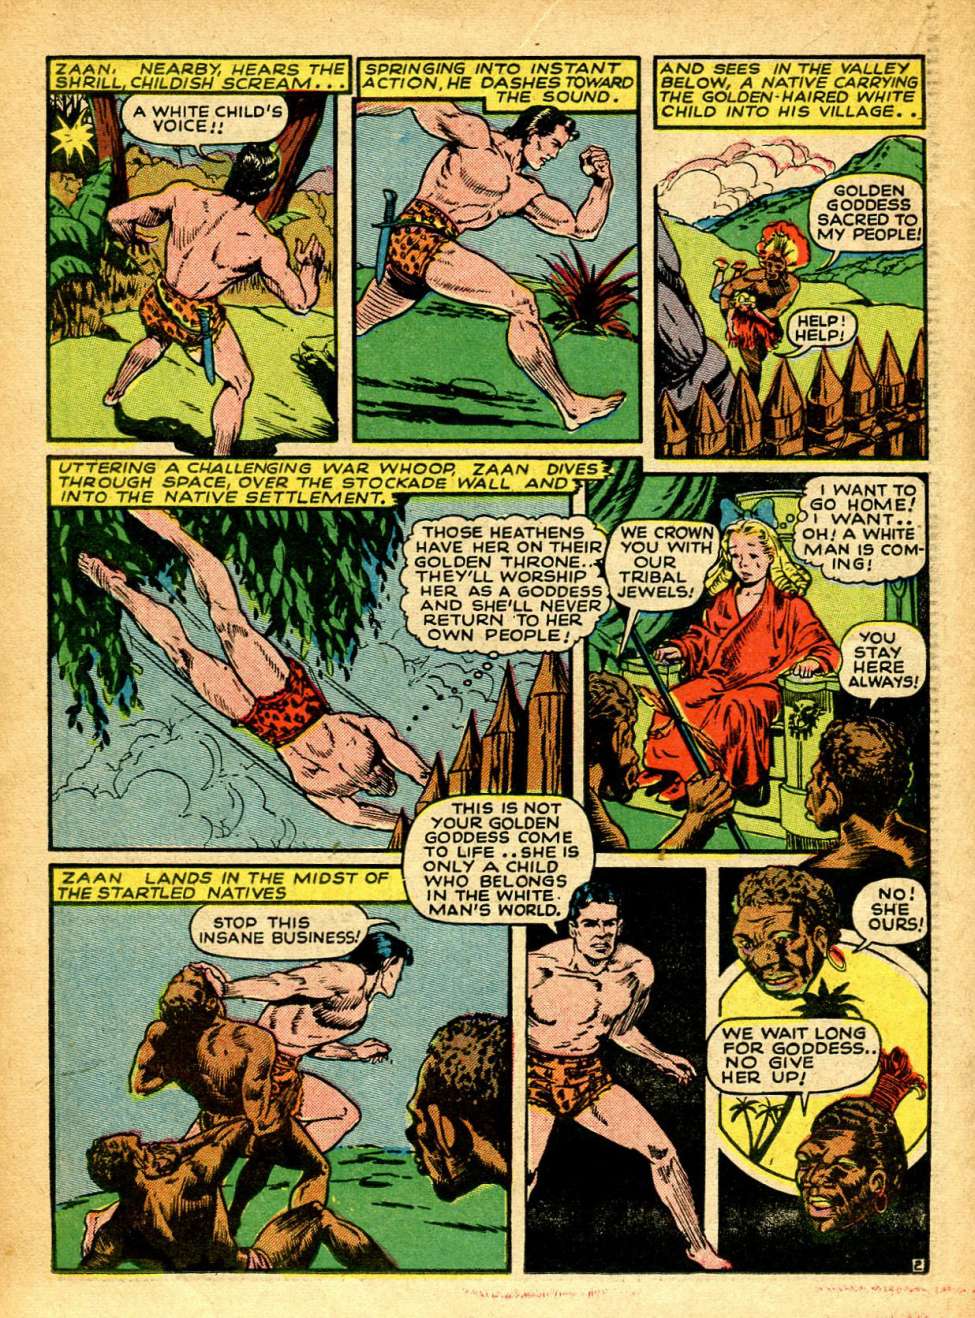 ZAAN, NEARBY, HEARS THE
SHRILL, CHILDISH SCREAM...
A WHITE CHILD'S
VOICE!!
SPRINGING INTO INSTANT
ACTION, HE DASHES TOWARD
THE SOUND.
AND SEES IN THE VALLEY
BELOW, A NATIVE CARRYING
THE GOLDEN-HAIRED WHITE
CHILD INTO HIS VILLAGE..
GOLDEN
GODDESS
SACRED TO
MY PEOPLE!
HELP!
HELP!
UTTERING A CHALLENGING WAR WHOOP, ZAAN DIVES
THROUGH SPACE, OVER THE STOCKADE WALL AND
INTO THE NATIVE SETTLEMENT.
THOSE HEATHENS
HAVE HER ON THEIR
GOLDEN THRONE...
THEY'LL WORSHIP
HER AS A GODDESS
AND SHE'LL NEVER
RETURN TO HER
OWN PEOPLE!
WE CROWN
YOU WITH
OUR
TRIBAL
JEWELS!
I WANT TO
GO HOME!
I WANT..
OH! A WHITE
MAN IS COM-
ING!
YOU
STAY
HERE
ALWAYS!
ZAAN LANDS IN THE MIDST OF
THE STARTLED NATIVES
STOP THIS
INSANE BUSINESS!
THIS IS NOT
YOUR GOLDEN
GODDESS COME
TO LIFE..SHE IS
ONLY A CHILD
WHO BELONGS
IN THE WHITE
MAN'S WORLD.
NO!
SHE
OURS!
WE WAIT LONG
FOR GODDESS..
NO GIVE
HER UP!
2